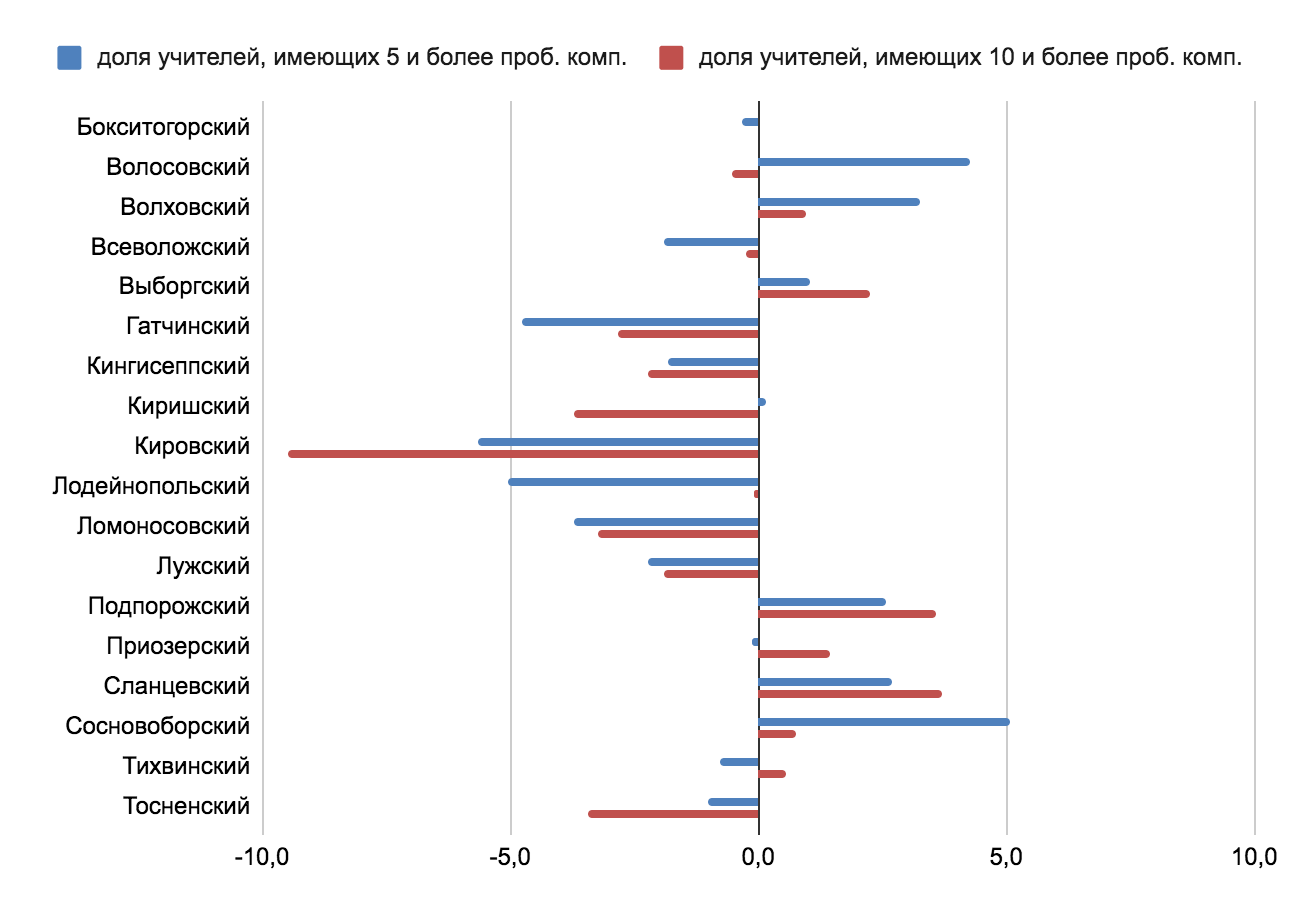 доля учителей, имеющих 5 и более проб. комп. доля учителей, имеющих 10 и более проб. комп.
Бокситогорский
Волосовский
Волховский
Всеволожский
Выборгский
Гатчинский
Кингисеппский
Киришский
Кировский
Лодейнопольский
Ломоносовский
Лужский
Подпорожский
Приозерский
Сланцевский
Сосновоборский
Тихвинский
Тосненский
-10,0 -5,0 0,0 5,0 10,0